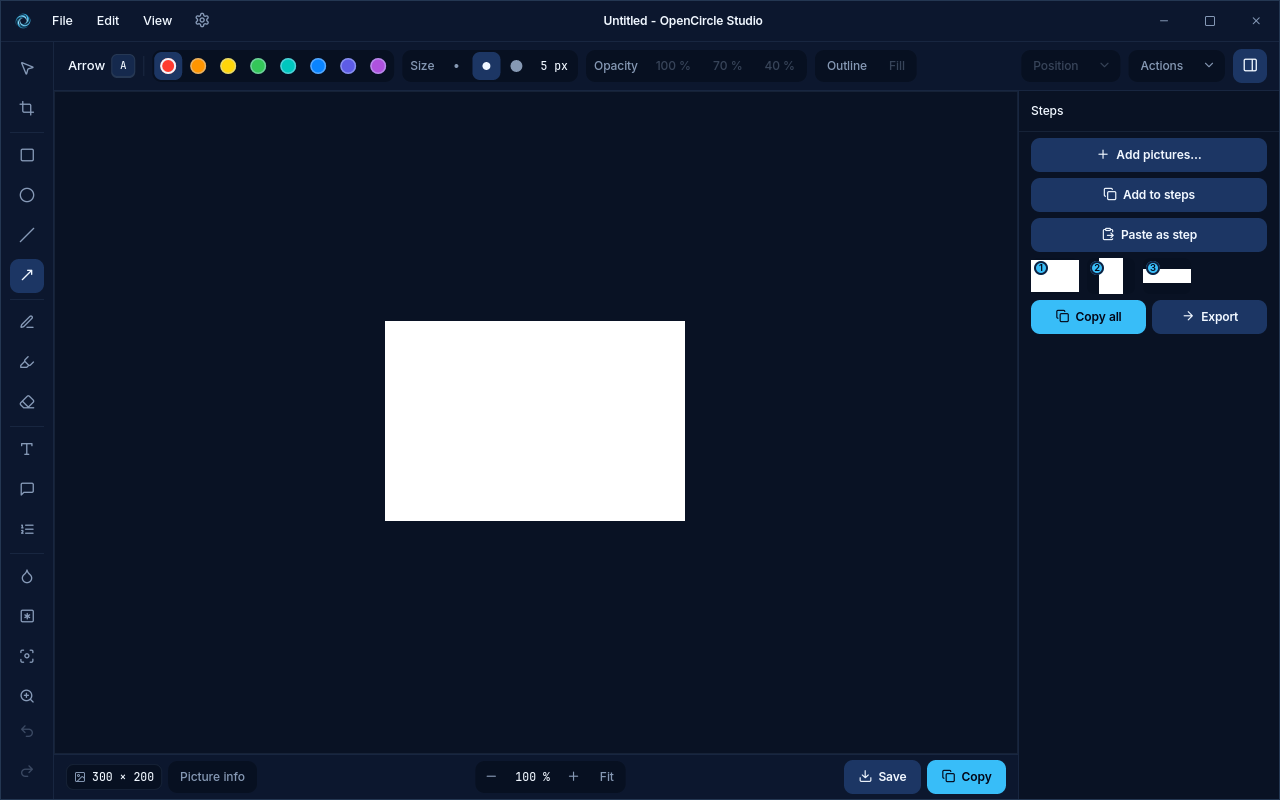 File Edit View
Untitled - OpenCircle Studio
Arrow A
Size 5 px
Opacity 100 % 70 % 40 %
Outline Fill
Position
Actions
Steps
Add pictures...
Add to steps
Paste as step
1 2 3
Copy all
Export
300 × 200
Picture info
100 %
Fit
Save
Copy